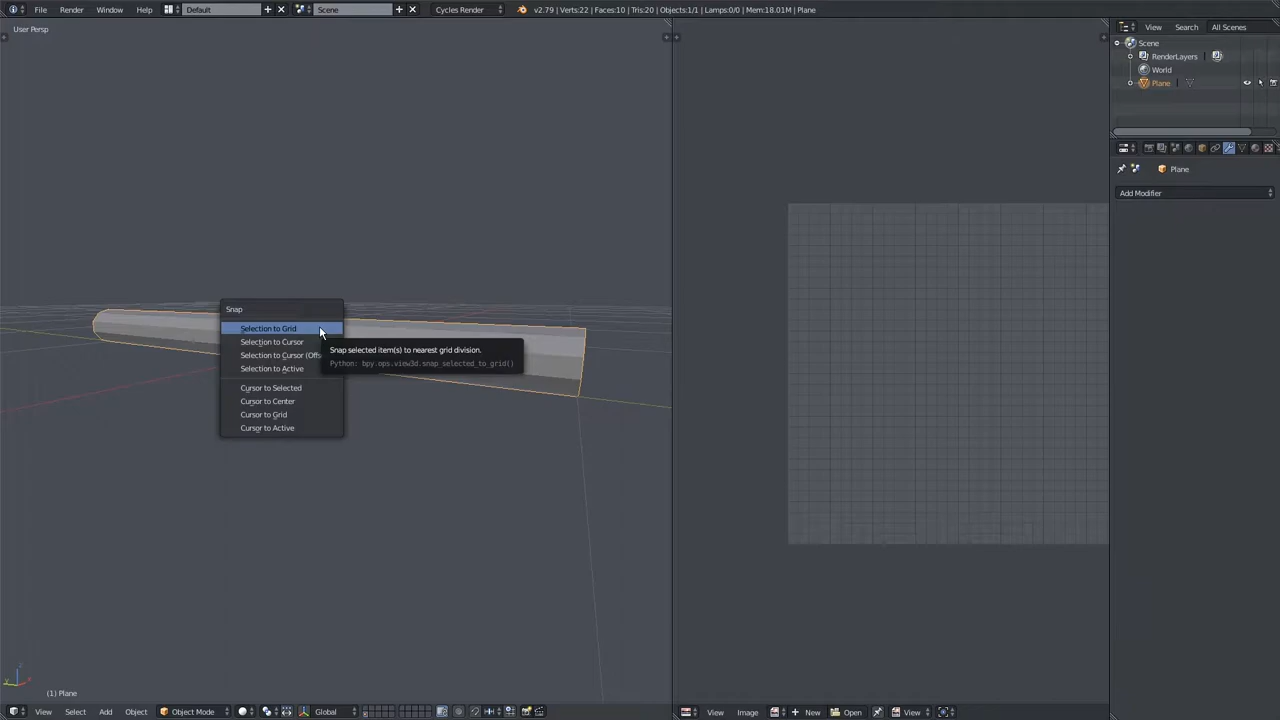 File Render Window Help Default Scene Cycles Render v2.79 | Verts:22 | Faces:10 | Tris:20 | Objects:1/1 | Lamps:0/0 | Mem:18.01M | Plane
User Persp
View Search All Scenes
Scene
RenderLayers
World
Plane
Plane
Add Modifier
Snap
Selection to Grid
Selection to Cursor
Selection to Cursor (Offs
Selection to Active
Cursor to Selected
Cursor to Center
Cursor to Grid
Cursor to Active
Snap selected item(s) to nearest grid division.
Python: bpy.ops.view3d.snap_selected_to_grid()
(1) Plane
View Select Add Object Object Mode Global
View Image New Open View